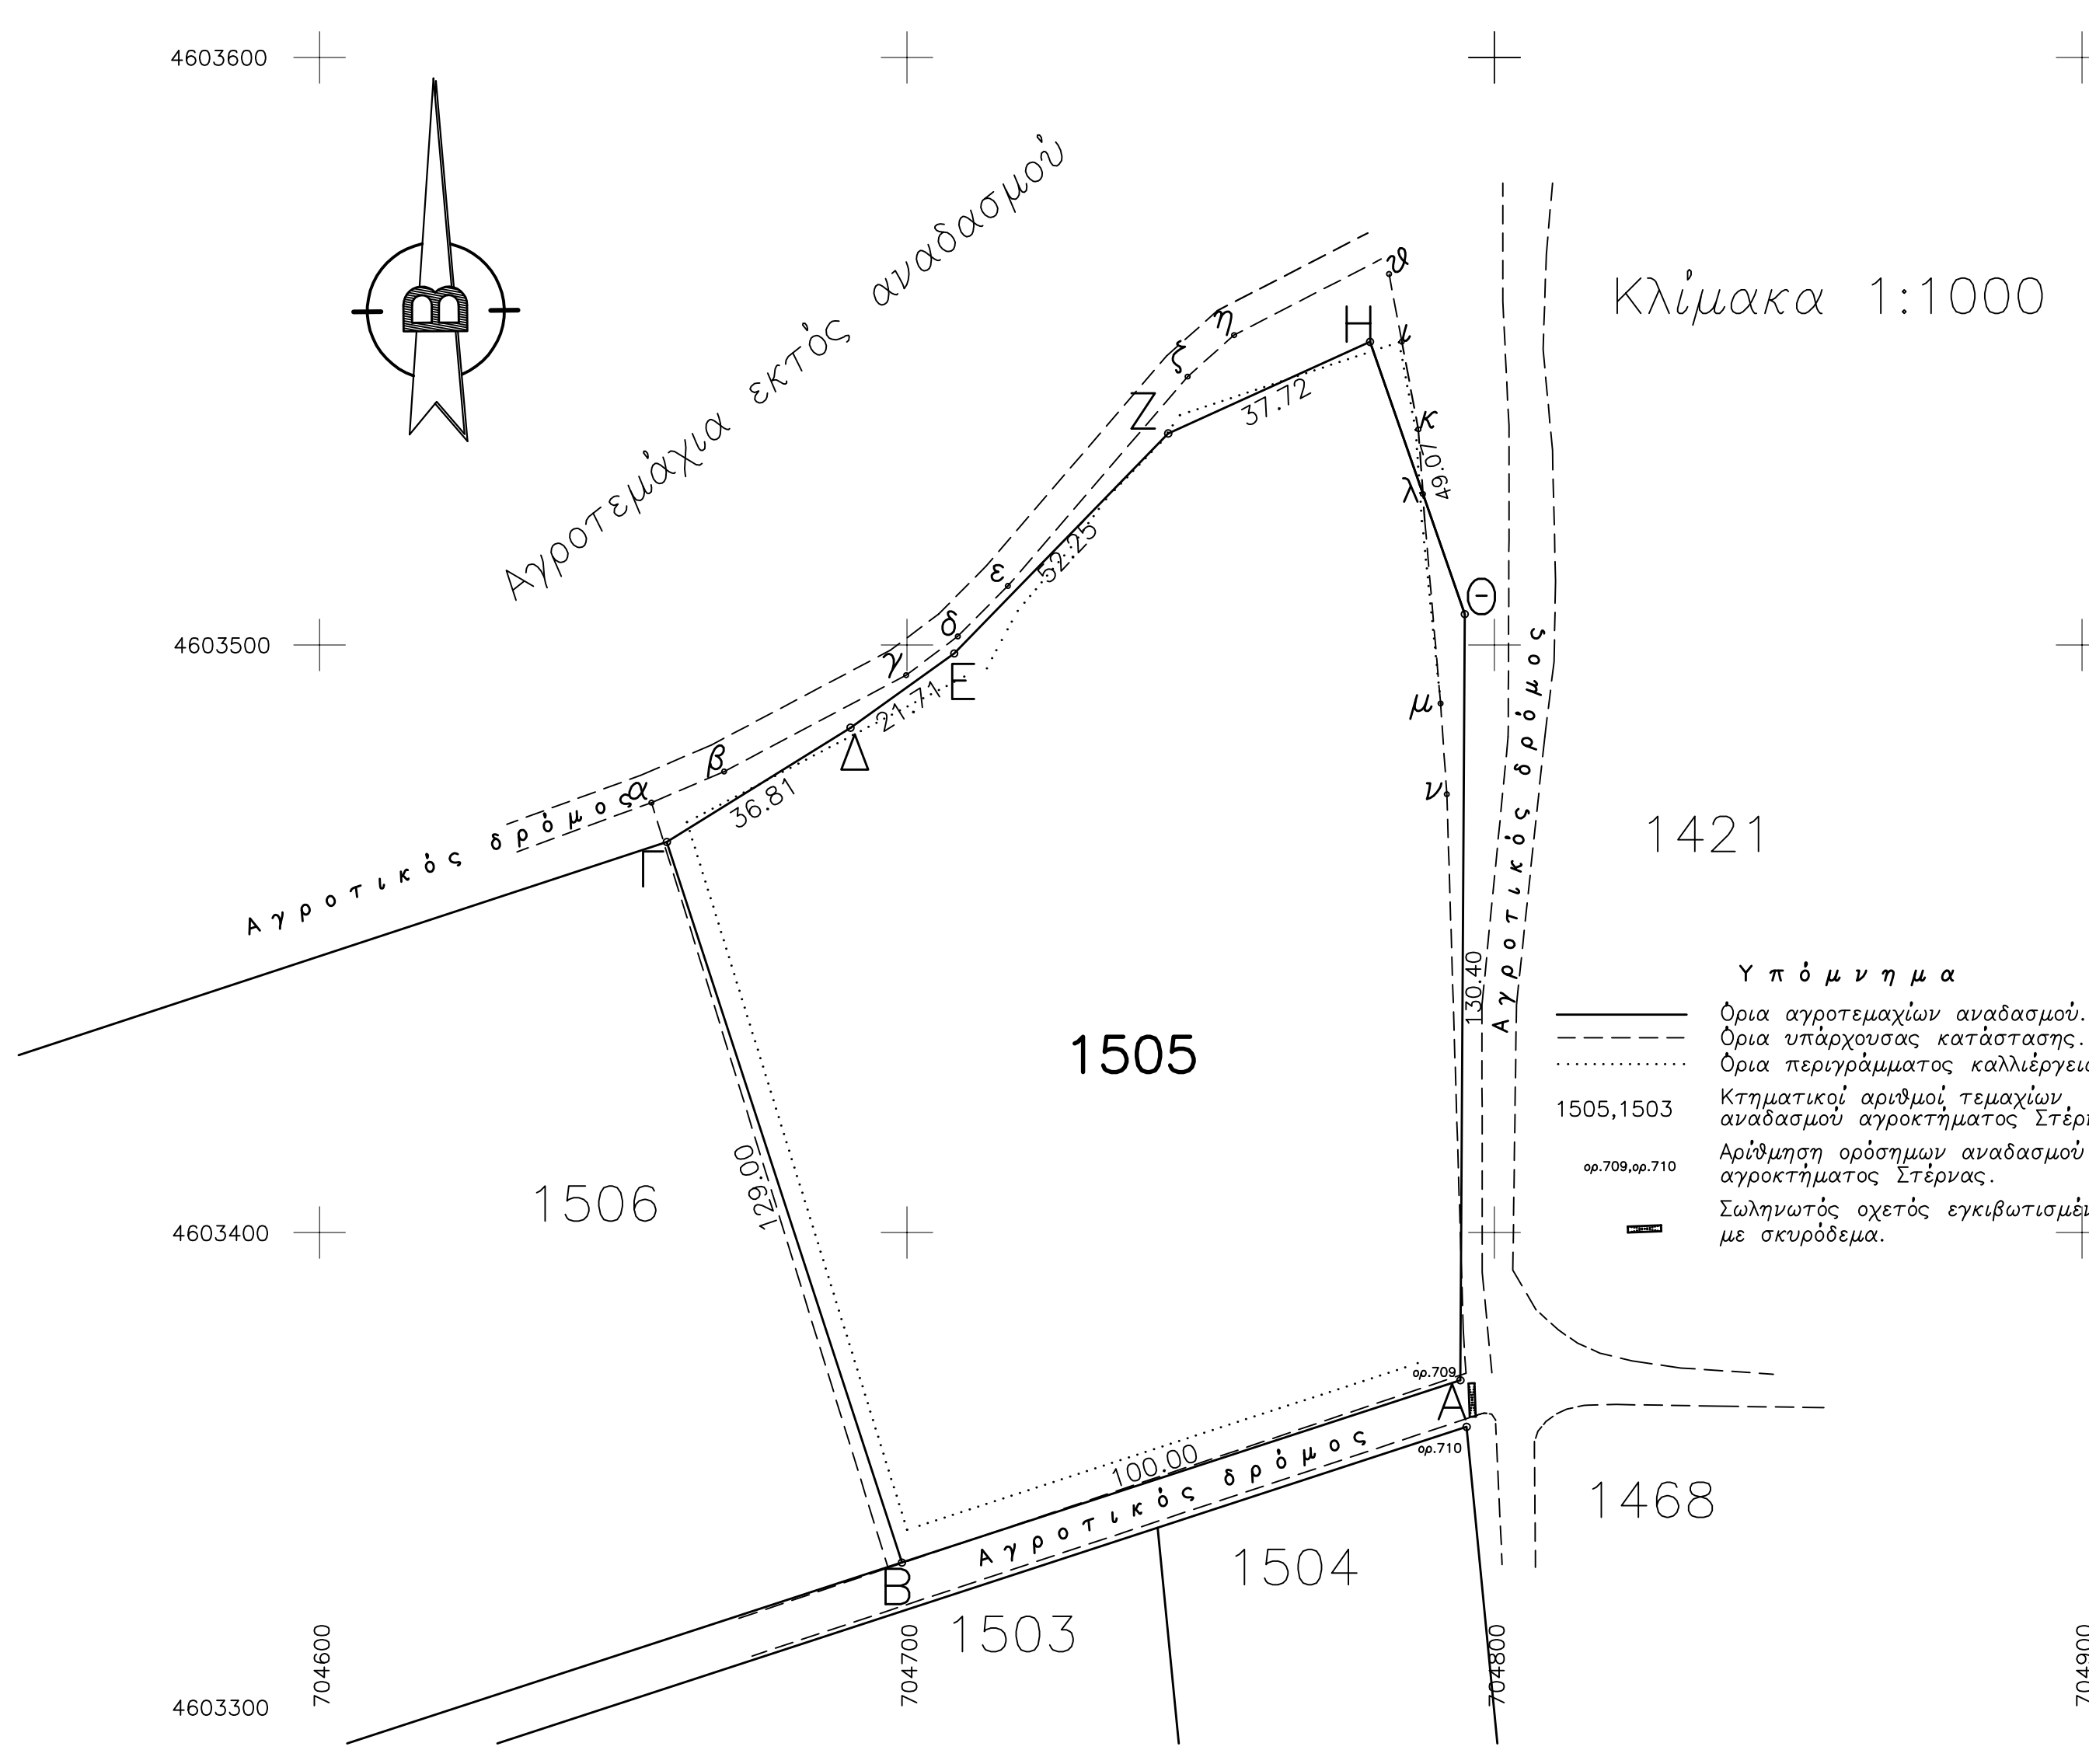 4603600
Β
Αγροτεμάχια εκτός αναδασμού
Κλίμακα 1:1000
θ
Η
ι
η
ζ
Ζ
37.72
κ
49.07
λ
ε
52.25
Θ
4603500
δ
γ
Ε
21.71
μ
β
Δ
ν
α
36.81
Γ
Αγροτικός δρόμος
Αγροτικός δρόμος
1421
130.40
1505
1506
129.00
4603400
Υπόμνημα
Όρια αγροτεμαχίων αναδασμού.
Όρια υπάρχουσας κατάστασης.
Όρια περιγράμματος
1505,1503
Κτηματικοί αριθμοί τεμαχίων
αναδασμού αγροκτήματος
ορ.709,ορ.710
Αρίθμηση ορόσημων αναδασμού
αγροκτήματος Στέρνας.
Σωληνωτός οχετός
με σκυρόδεμα.
ορ.709
Α
ορ.710
100.00
Αγροτικός δρόμος
Β
1468
1504
1503
4603300
704600
704700
704800
704900